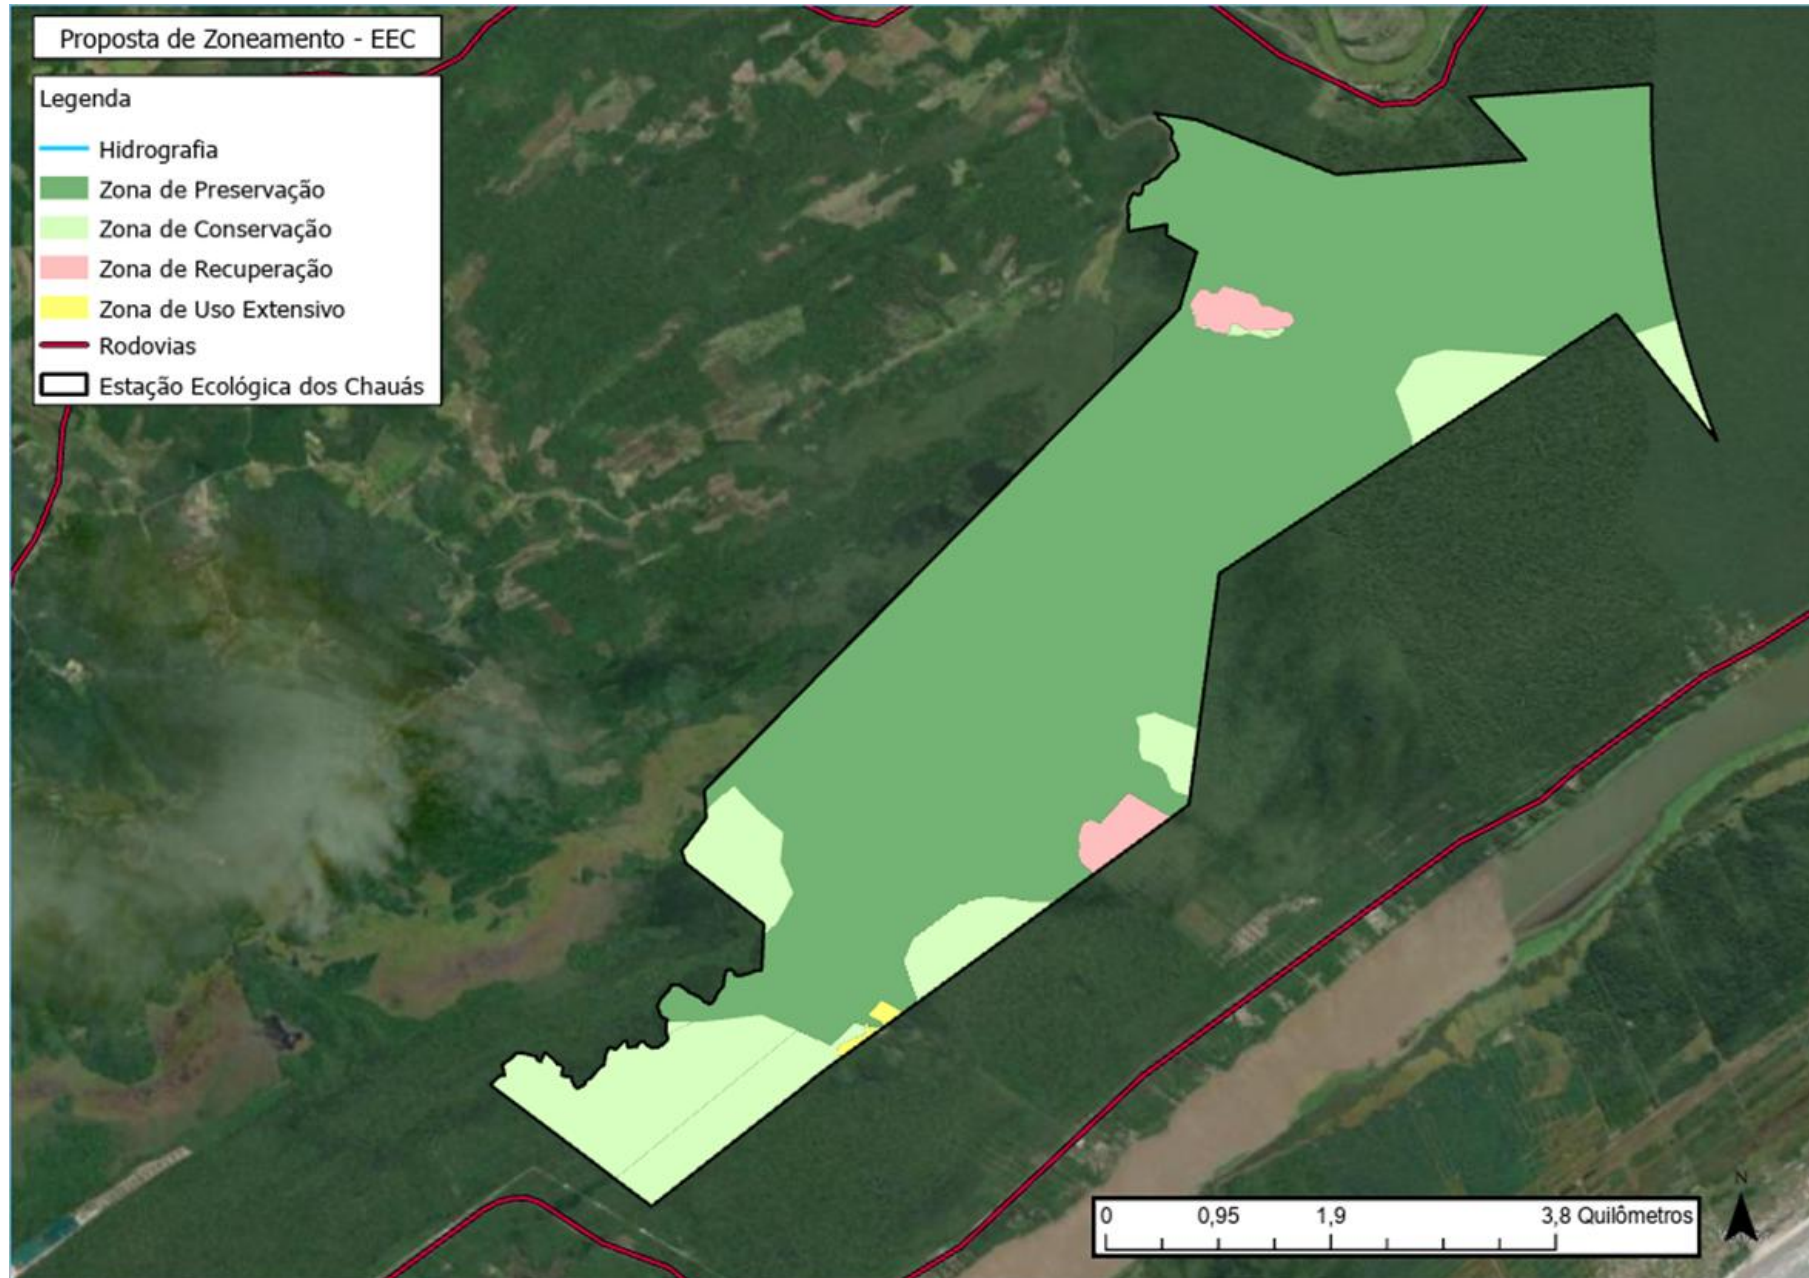 Proposta de Zoneamento - EEC
Legenda
Hidrografia
Zona de Preservação
Zona de Conservação
Zona de Recuperação
Zona de Uso Extensivo
Rodovias
Estação Ecológica dos Chauás
0 0,95 1,9 3,8 Quilômetros
N